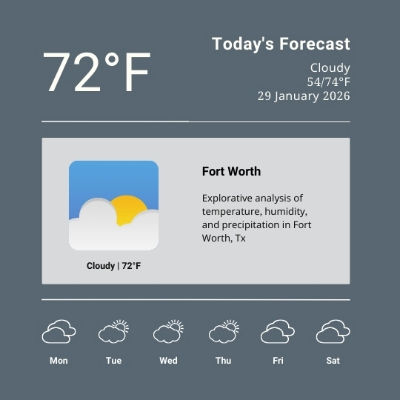 72°F
Today's Forecast
Cloudy
54/74°F
29 January 2026
Fort Worth
Explorative analysis of
temperature, humidity,
and precipitation in Fort
Worth, Tx
Cloudy | 72°F
Mon
Tue
Wed
Thu
Fri
Sat